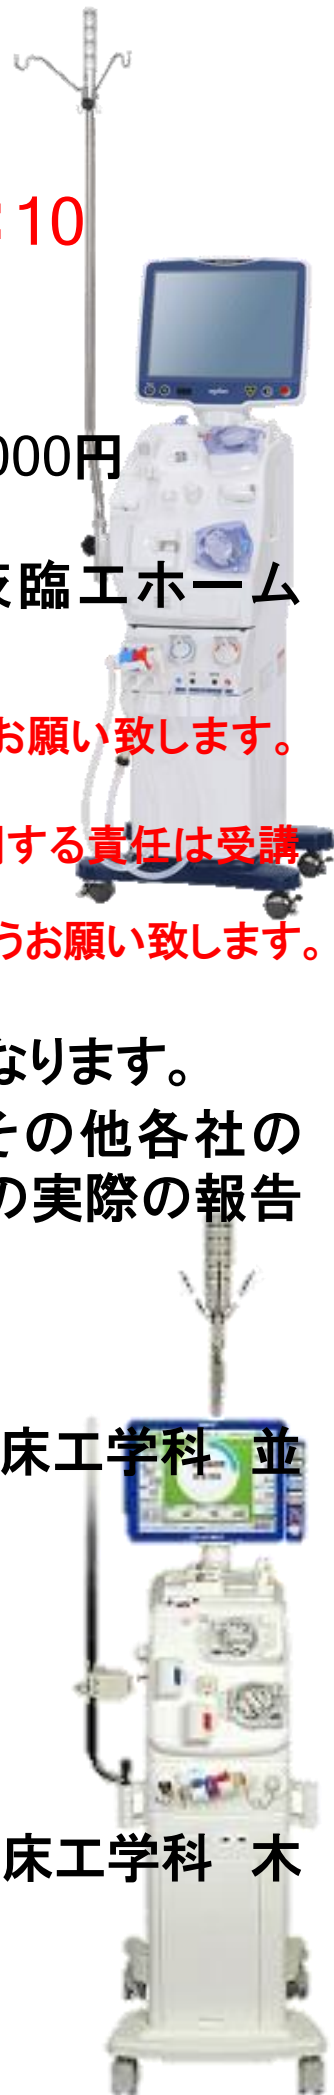 :10
000円
臨工ホーム
お願い致します。
する責任は受講
うお願い致します。
なります。
その他各社の
の実際の報告
床工学科 並
床工学科 木